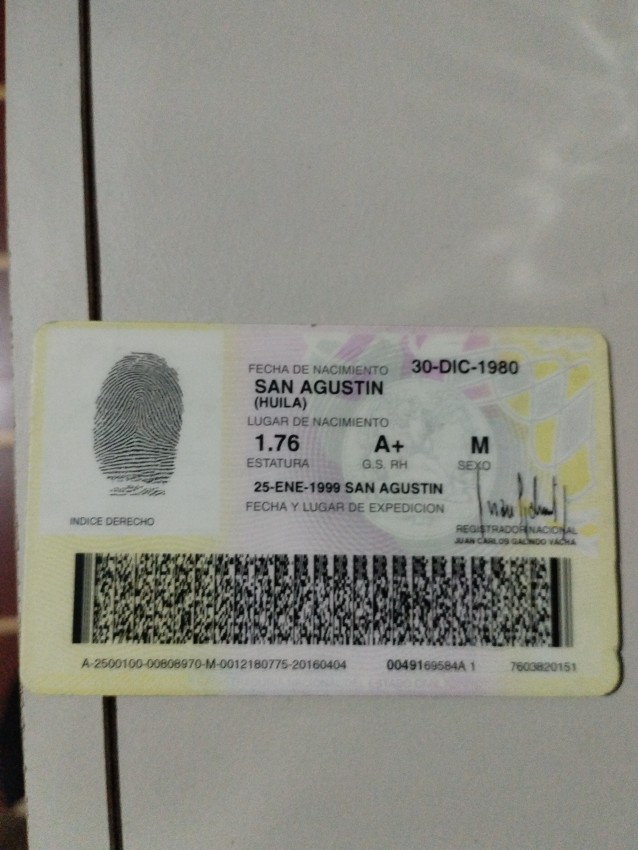 FECHA DE NACIMIENTO 30-DIC-1980
SAN AGUSTIN
(HUILA)
LUGAR DE NACIMIENTO
1.76 A+ M
ESTATURA G.S. RH SEXO
25-ENE-1999 SAN AGUSTIN
FECHA Y LUGAR DE EXPEDICION
INDICE DERECHO
REGISTRADOR NACIONAL
JUAN CARLOS GALINDO VACHA
A-2500100-00808970-M-0012180775-20160404 0049169584A 1 7603820151